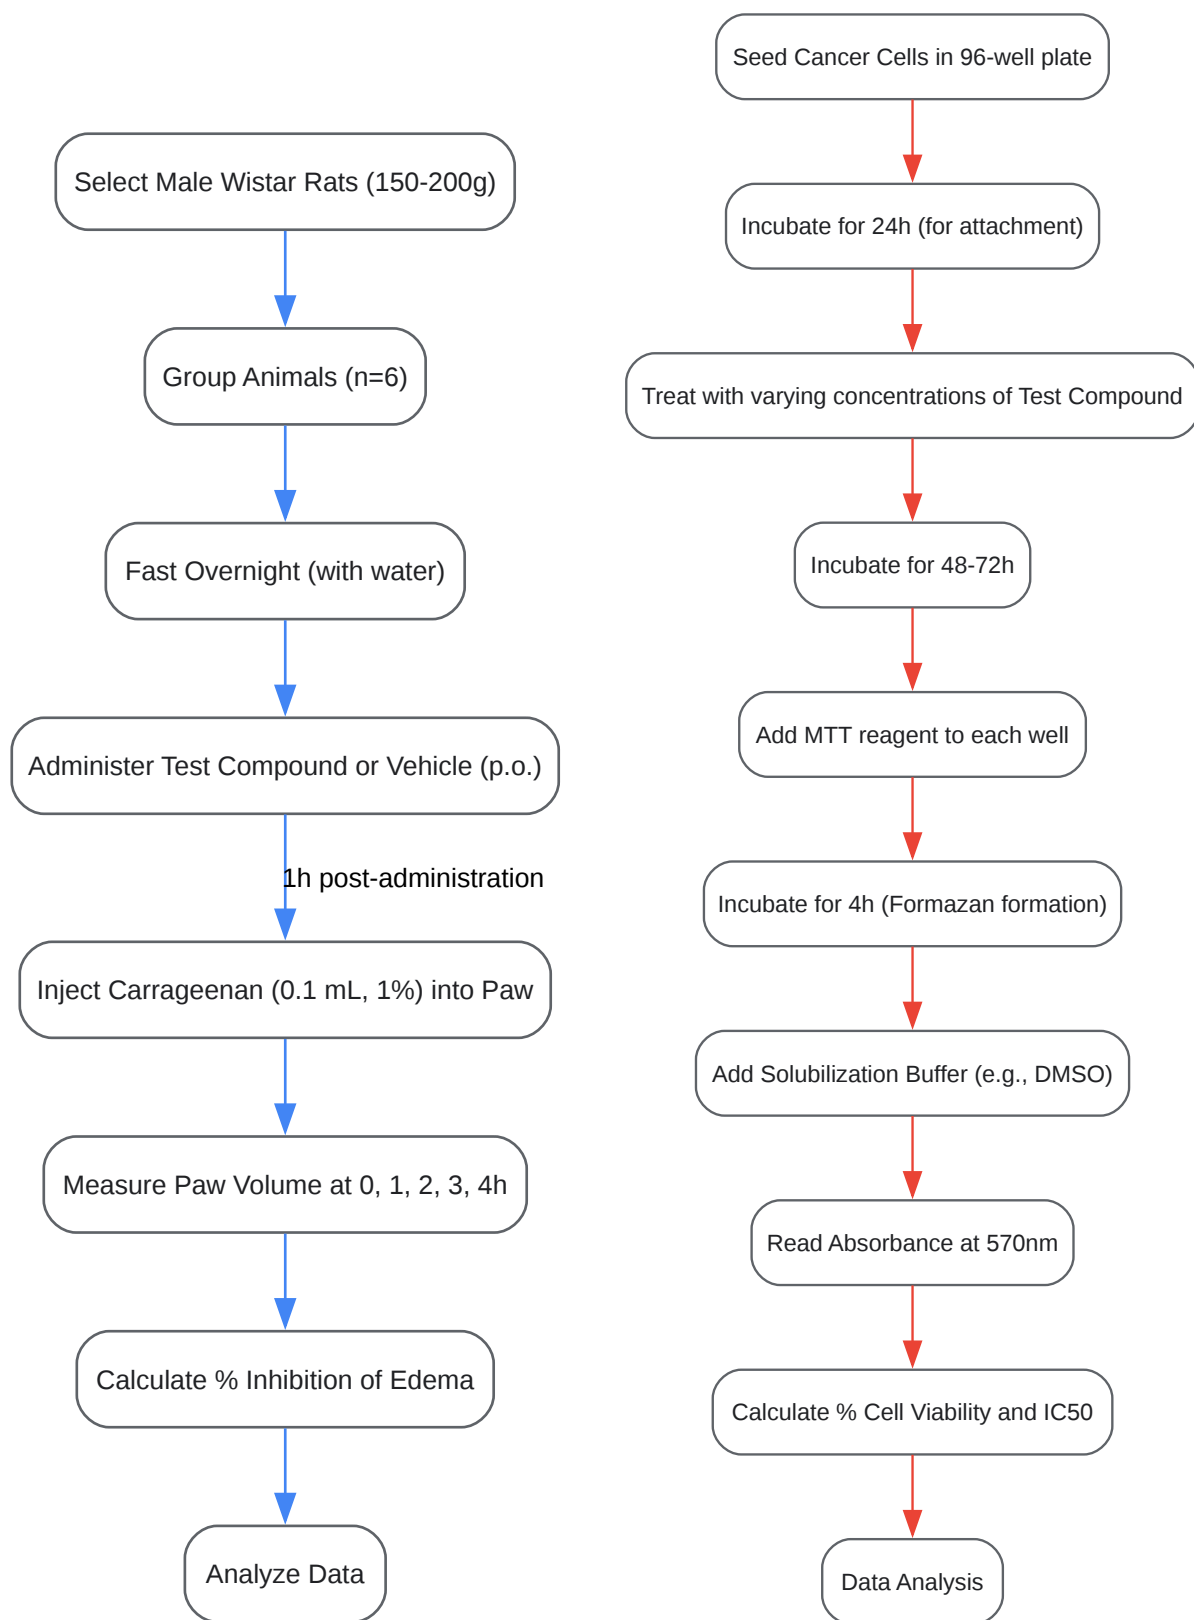 Select Male Wistar Rats (150-200g)
Group Animals (n=6)
Fast Overnight (with water)
Administer Test Compound or Vehicle (p.o.)
1h post-administration
Inject Carrageenan (0.1 mL, 1%) into Paw
Measure Paw Volume at 0, 1, 2, 3, 4h
Calculate % Inhibition of Edema
Analyze Data
Seed Cancer Cells in 96-well plate
Incubate for 24h (for attachment)
Treat with varying concentrations of Test Compound
Incubate for 48-72h
Add MTT reagent to each well
Incubate for 4h (Formazan formation)
Add Solubilization Buffer (e.g., DMSO)
Read Absorbance at 570nm
Calculate % Cell Viability and IC50
Data Analysis